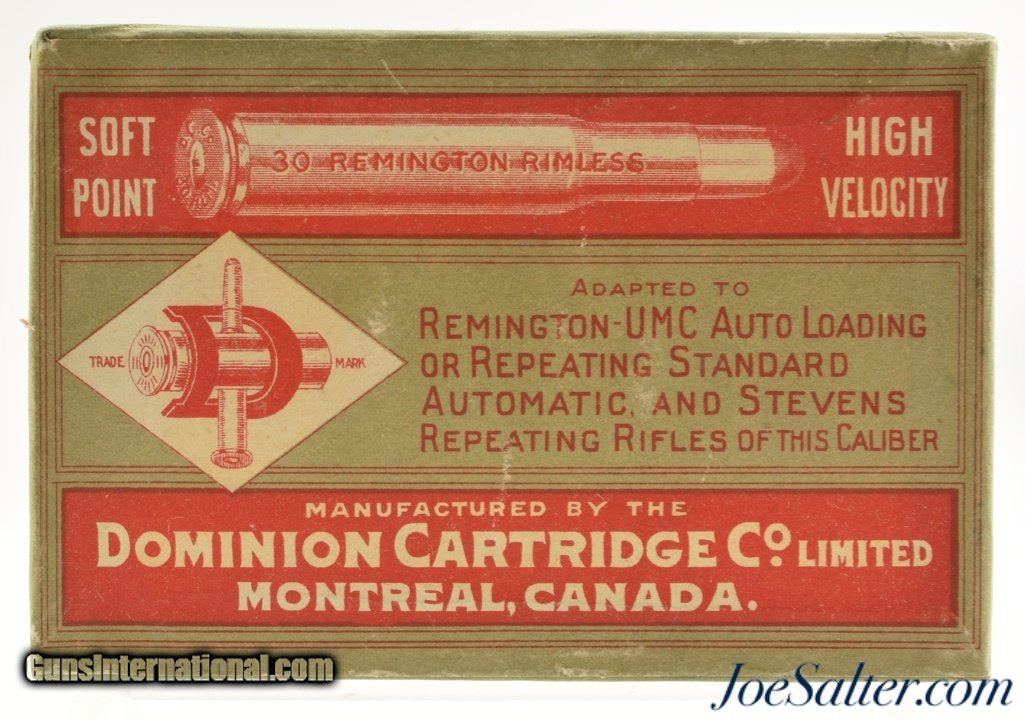 SOFT POINT
30 REMINGTON RIMLESS
HIGH VELOCITY
TRADE MARK
ADAPTED TO
REMINGTON-UMC AUTO LOADING
OR REPEATING STANDARD
AUTOMATIC, AND STEVENS
REPEATING RIFLES OF THIS CALIBER
MANUFACTURED BY THE
DOMINION CARTRIDGE CO. LIMITED
MONTREAL, CANADA.
GunsInternational.com
JoeSalter.com